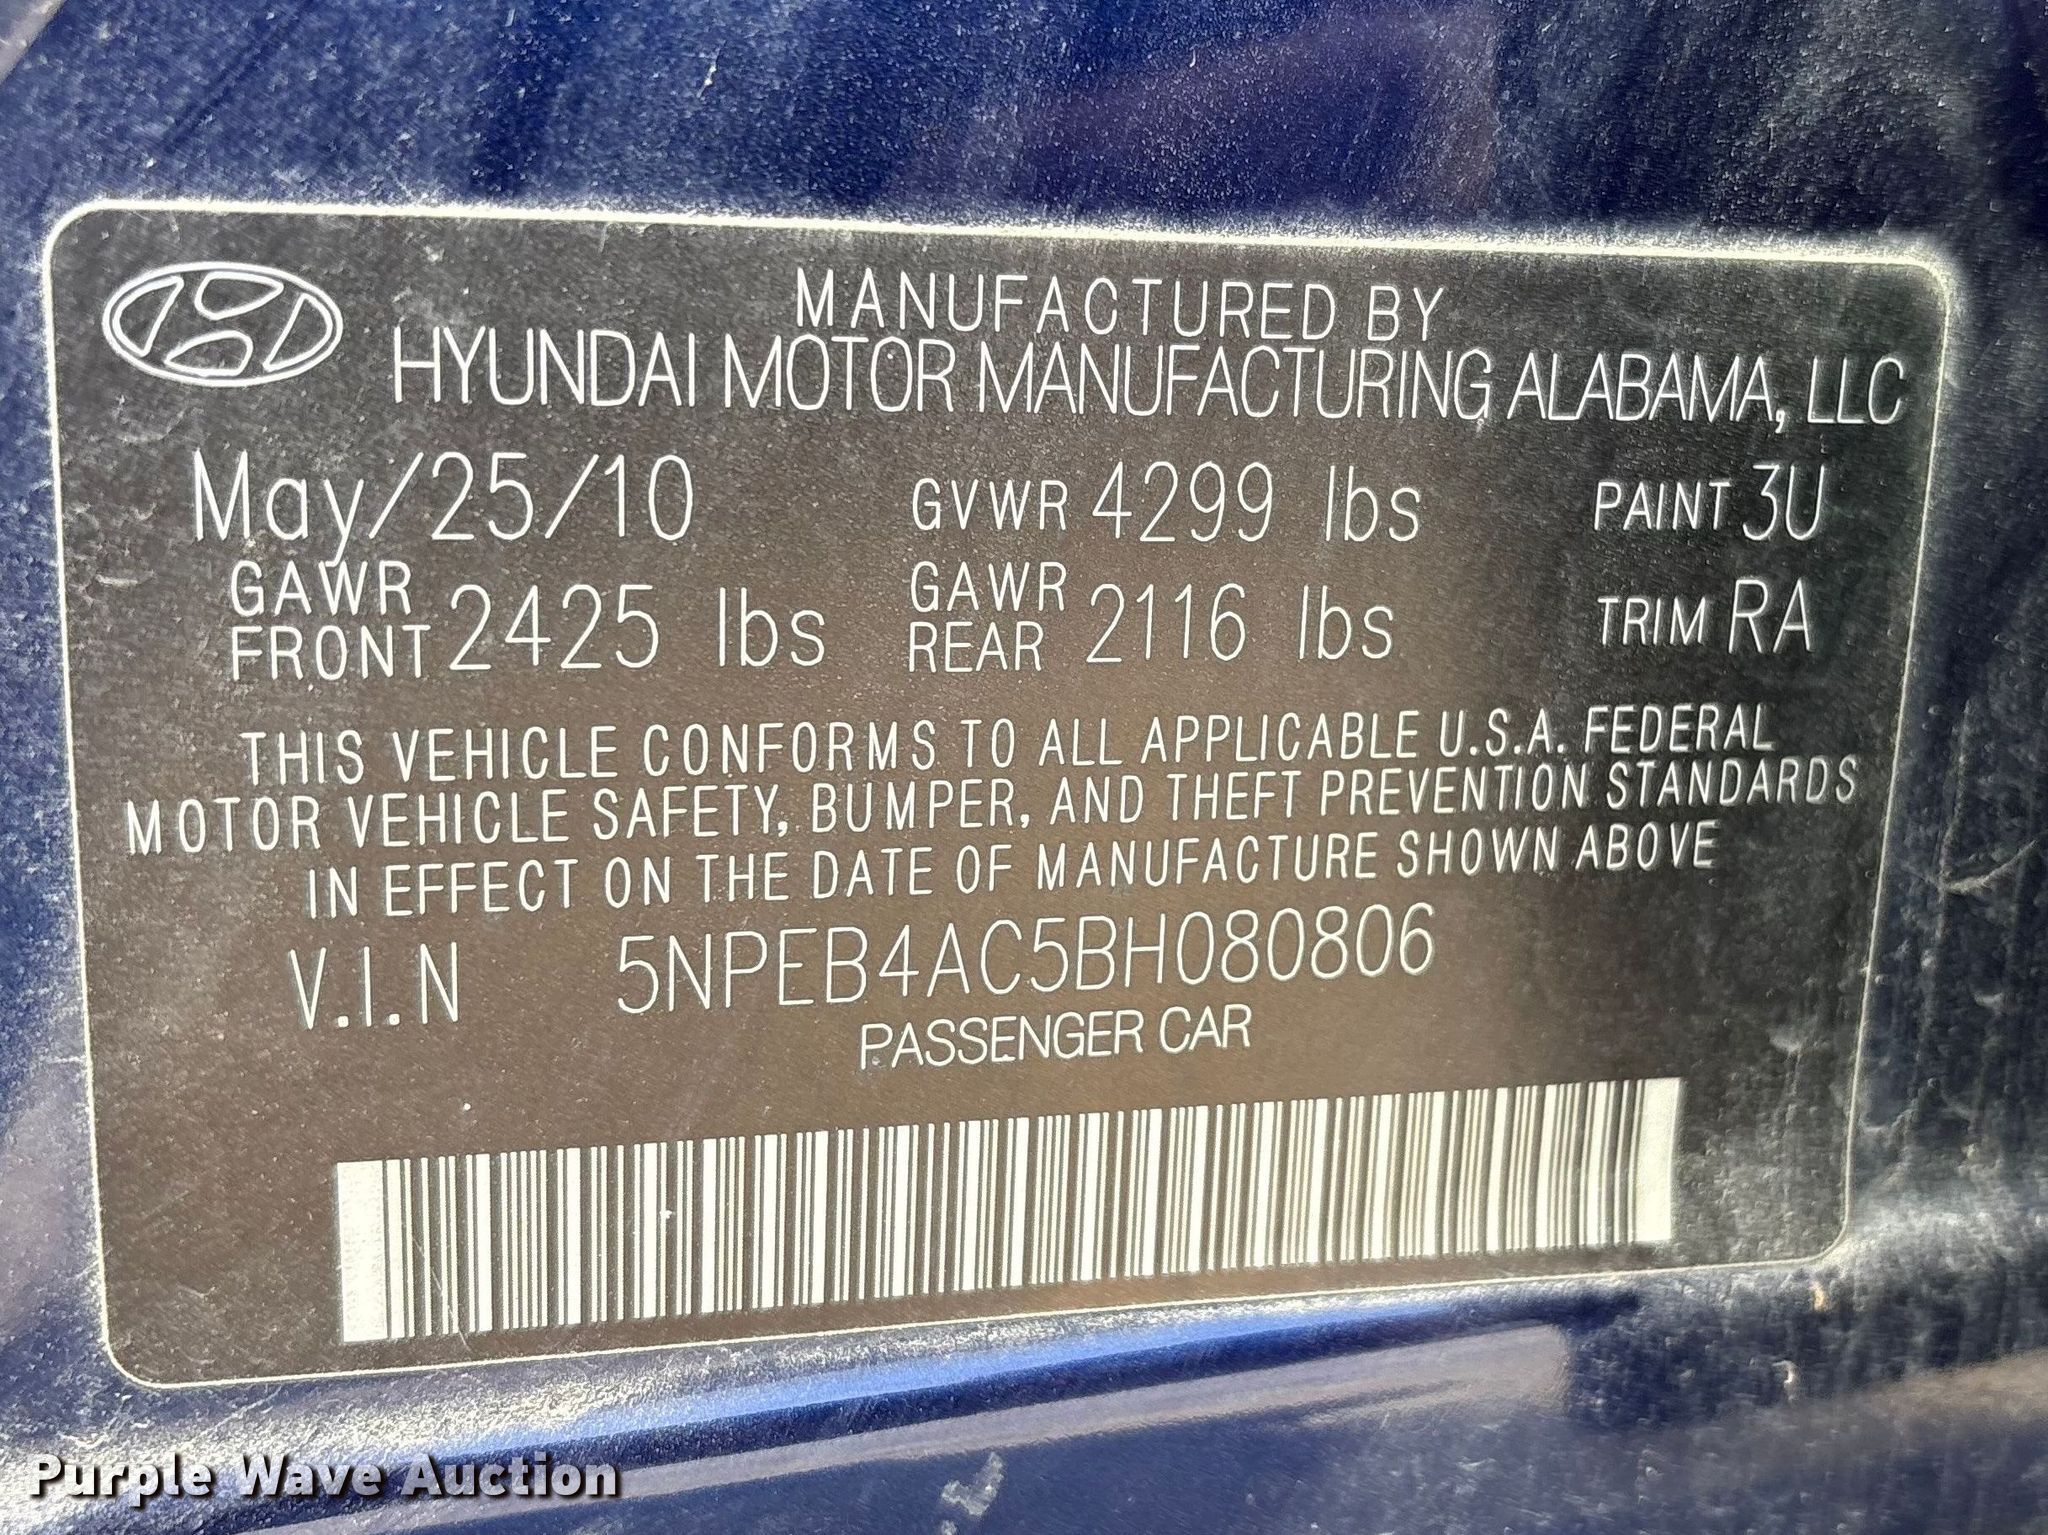 MANUFACTURED BY
HYUNDAI MOTOR MANUFACTURING ALABAMA, LLC
May/25/10 GVWR 4299 lbs PAINT 3U
GAWR FRONT 2425 lbs GAWR REAR 2116 lbs TRIM RA
THIS VEHICLE CONFORMS TO ALL APPLICABLE U.S.A. FEDERAL
MOTOR VEHICLE SAFETY, BUMPER, AND THEFT PREVENTION STANDARDS
IN EFFECT ON THE DATE OF MANUFACTURE SHOWN ABOVE
V.I.N 5NPEB4AC5BH080806
PASSENGER CAR
Purple Wave Auction